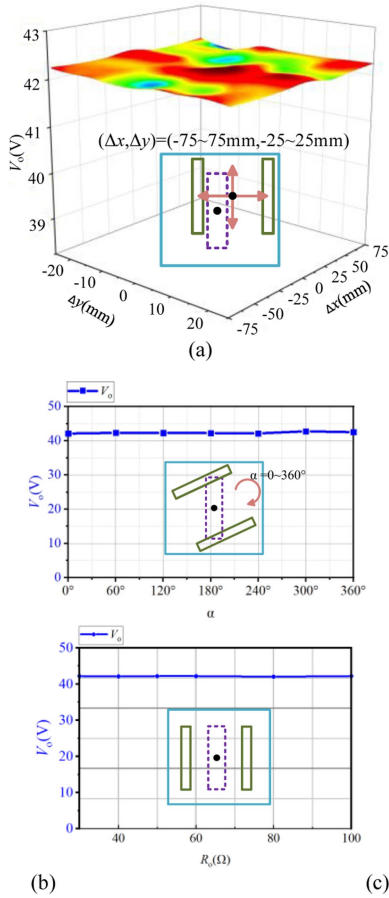 43
42
41
40
39
Vo(V)
(Δx,Δy)=(-75~75mm,-25~25mm)
-20
-10
0
10
20
Δy(mm)
-75
-50
-25
0
25
50
75
Δx(mm)
(a)
Vo
50
40
30
20
10
0
Vo(V)
α =0~360°
0° 60° 120° 180° 240° 300° 360°
α
Vo
50
40
30
20
10
0
Vo(V)
40 60 80 100
Ro(Ω)
(b) (c)